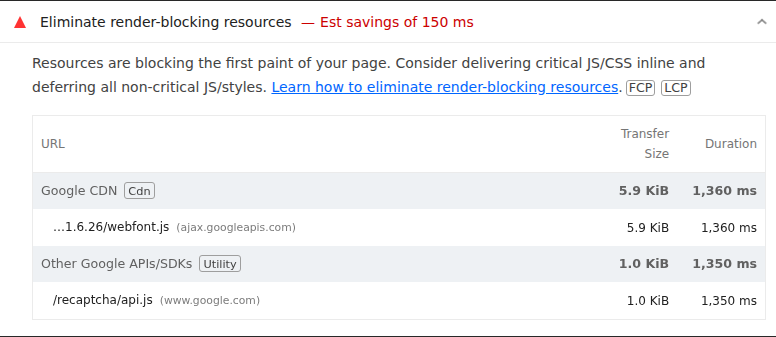 Eliminate render-blocking resources — Est savings of 150 ms
Resources are blocking the first paint of your page. Consider delivering critical JS/CSS inline and
deferring all non-critical JS/styles. Learn how to eliminate render-blocking resources. FCP LCP
URL Transfer Size Duration
Google CDN Cdn 5.9 KiB 1,360 ms
…1.6.26/webfont.js (ajax.googleapis.com) 5.9 KiB 1,360 ms
Other Google APIs/SDKs Utility 1.0 KiB 1,350 ms
/recaptcha/api.js (www.google.com) 1.0 KiB 1,350 ms